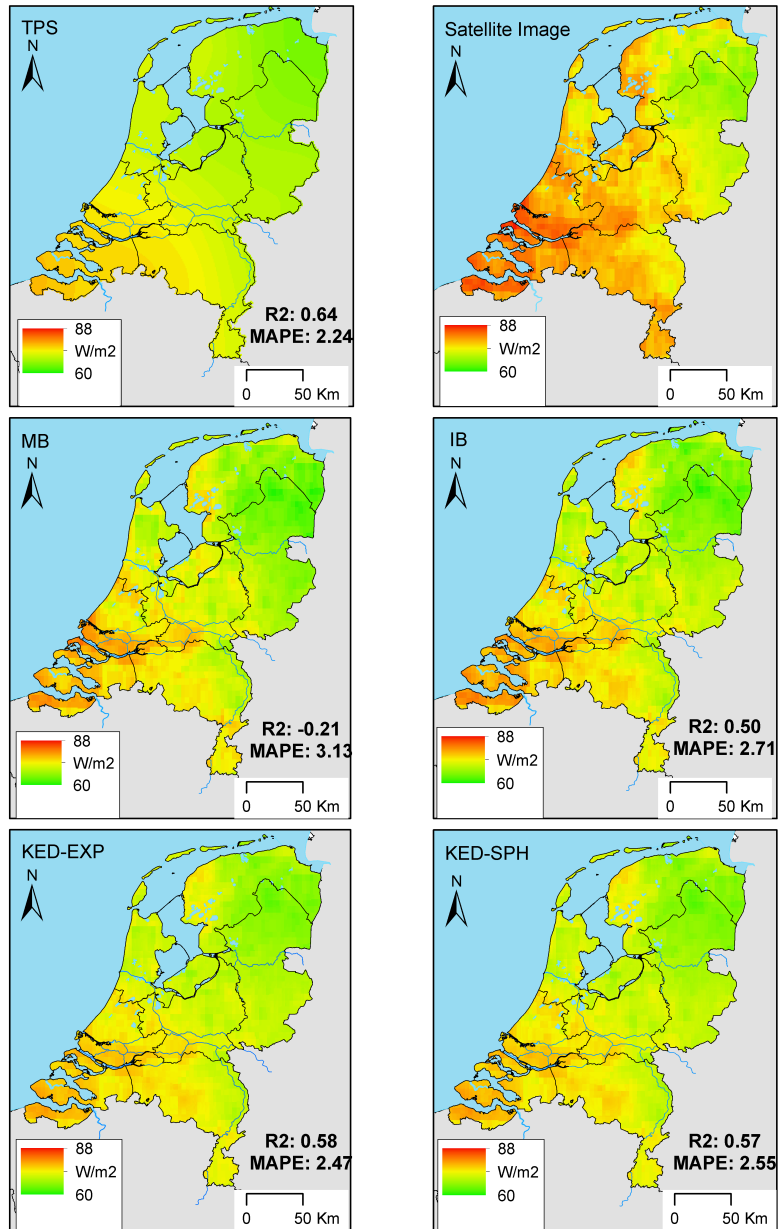 TPS
N
R2: 0.64
MAPE: 2.24
88
W/m2
60
0 50 Km
Satellite Image
N
88
W/m2
60
0 50 Km
MB
N
R2: -0.21
MAPE: 3.13
88
W/m2
60
0 50 Km
IB
N
R2: 0.50
MAPE: 2.71
88
W/m2
60
0 50 Km
KED-EXP
N
R2: 0.58
MAPE: 2.47
88
W/m2
60
0 50 Km
KED-SPH
N
R2: 0.57
MAPE: 2.55
88
W/m2
60
0 50 Km